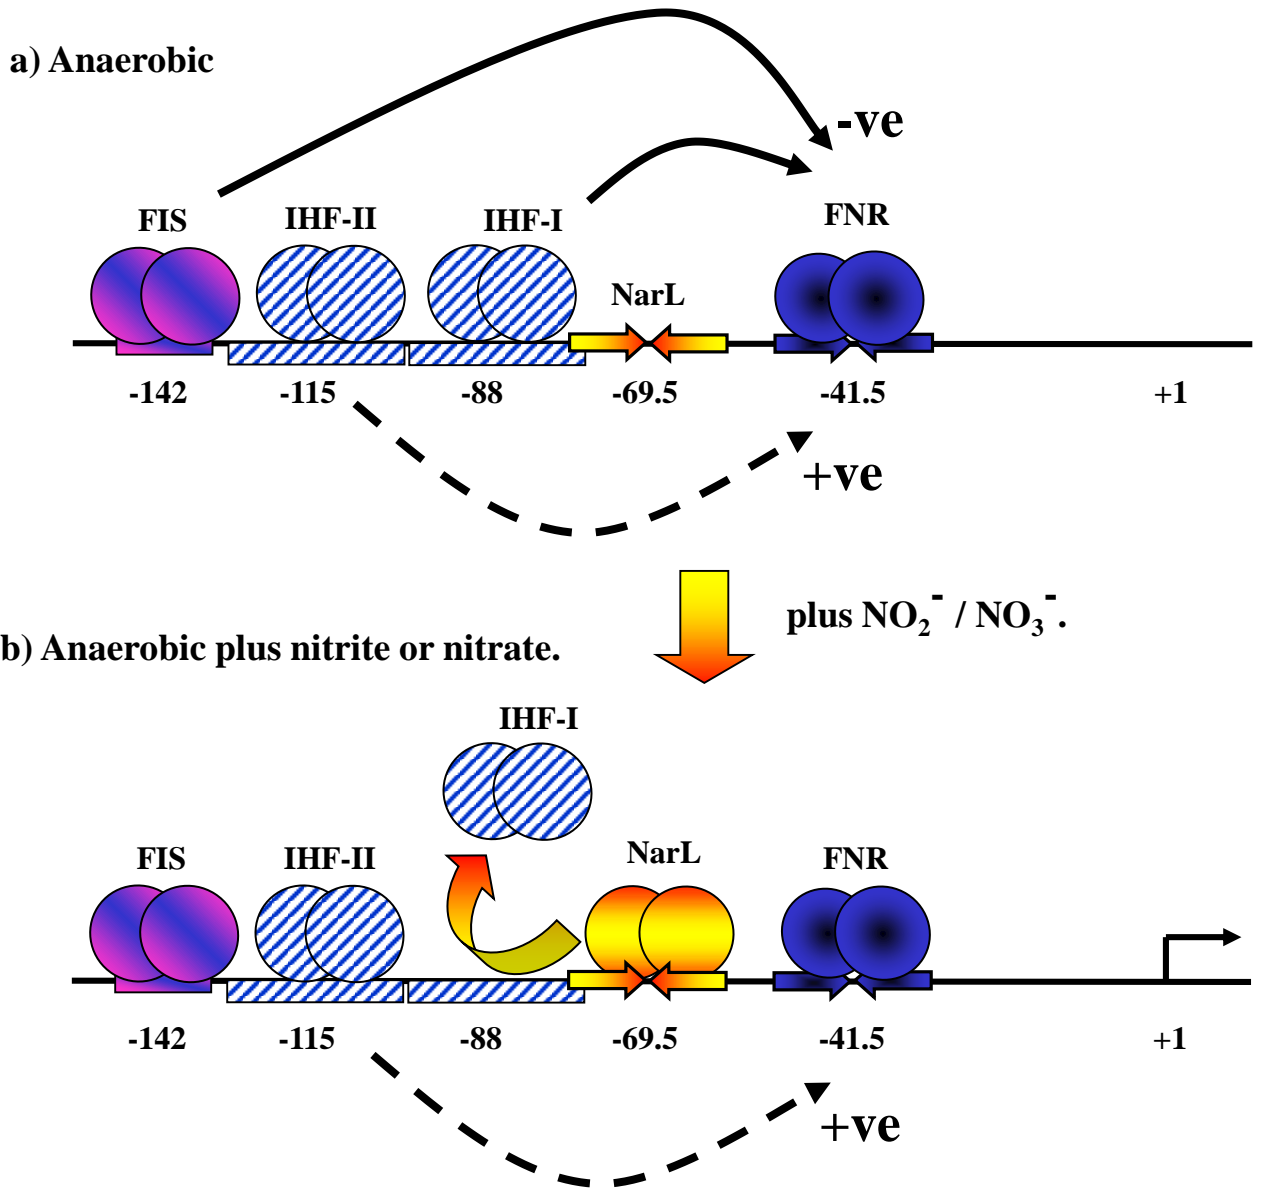 a) Anaerobic
-ve
FIS IHF-II IHF-I FNR
NarL
-142 -115 -88 -69.5 -41.5 +1
+ve
plus NO2- / NO3-.
b) Anaerobic plus nitrite or nitrate.
IHF-I
FIS IHF-II NarL FNR
-142 -115 -88 -69.5 -41.5 +1
+ve